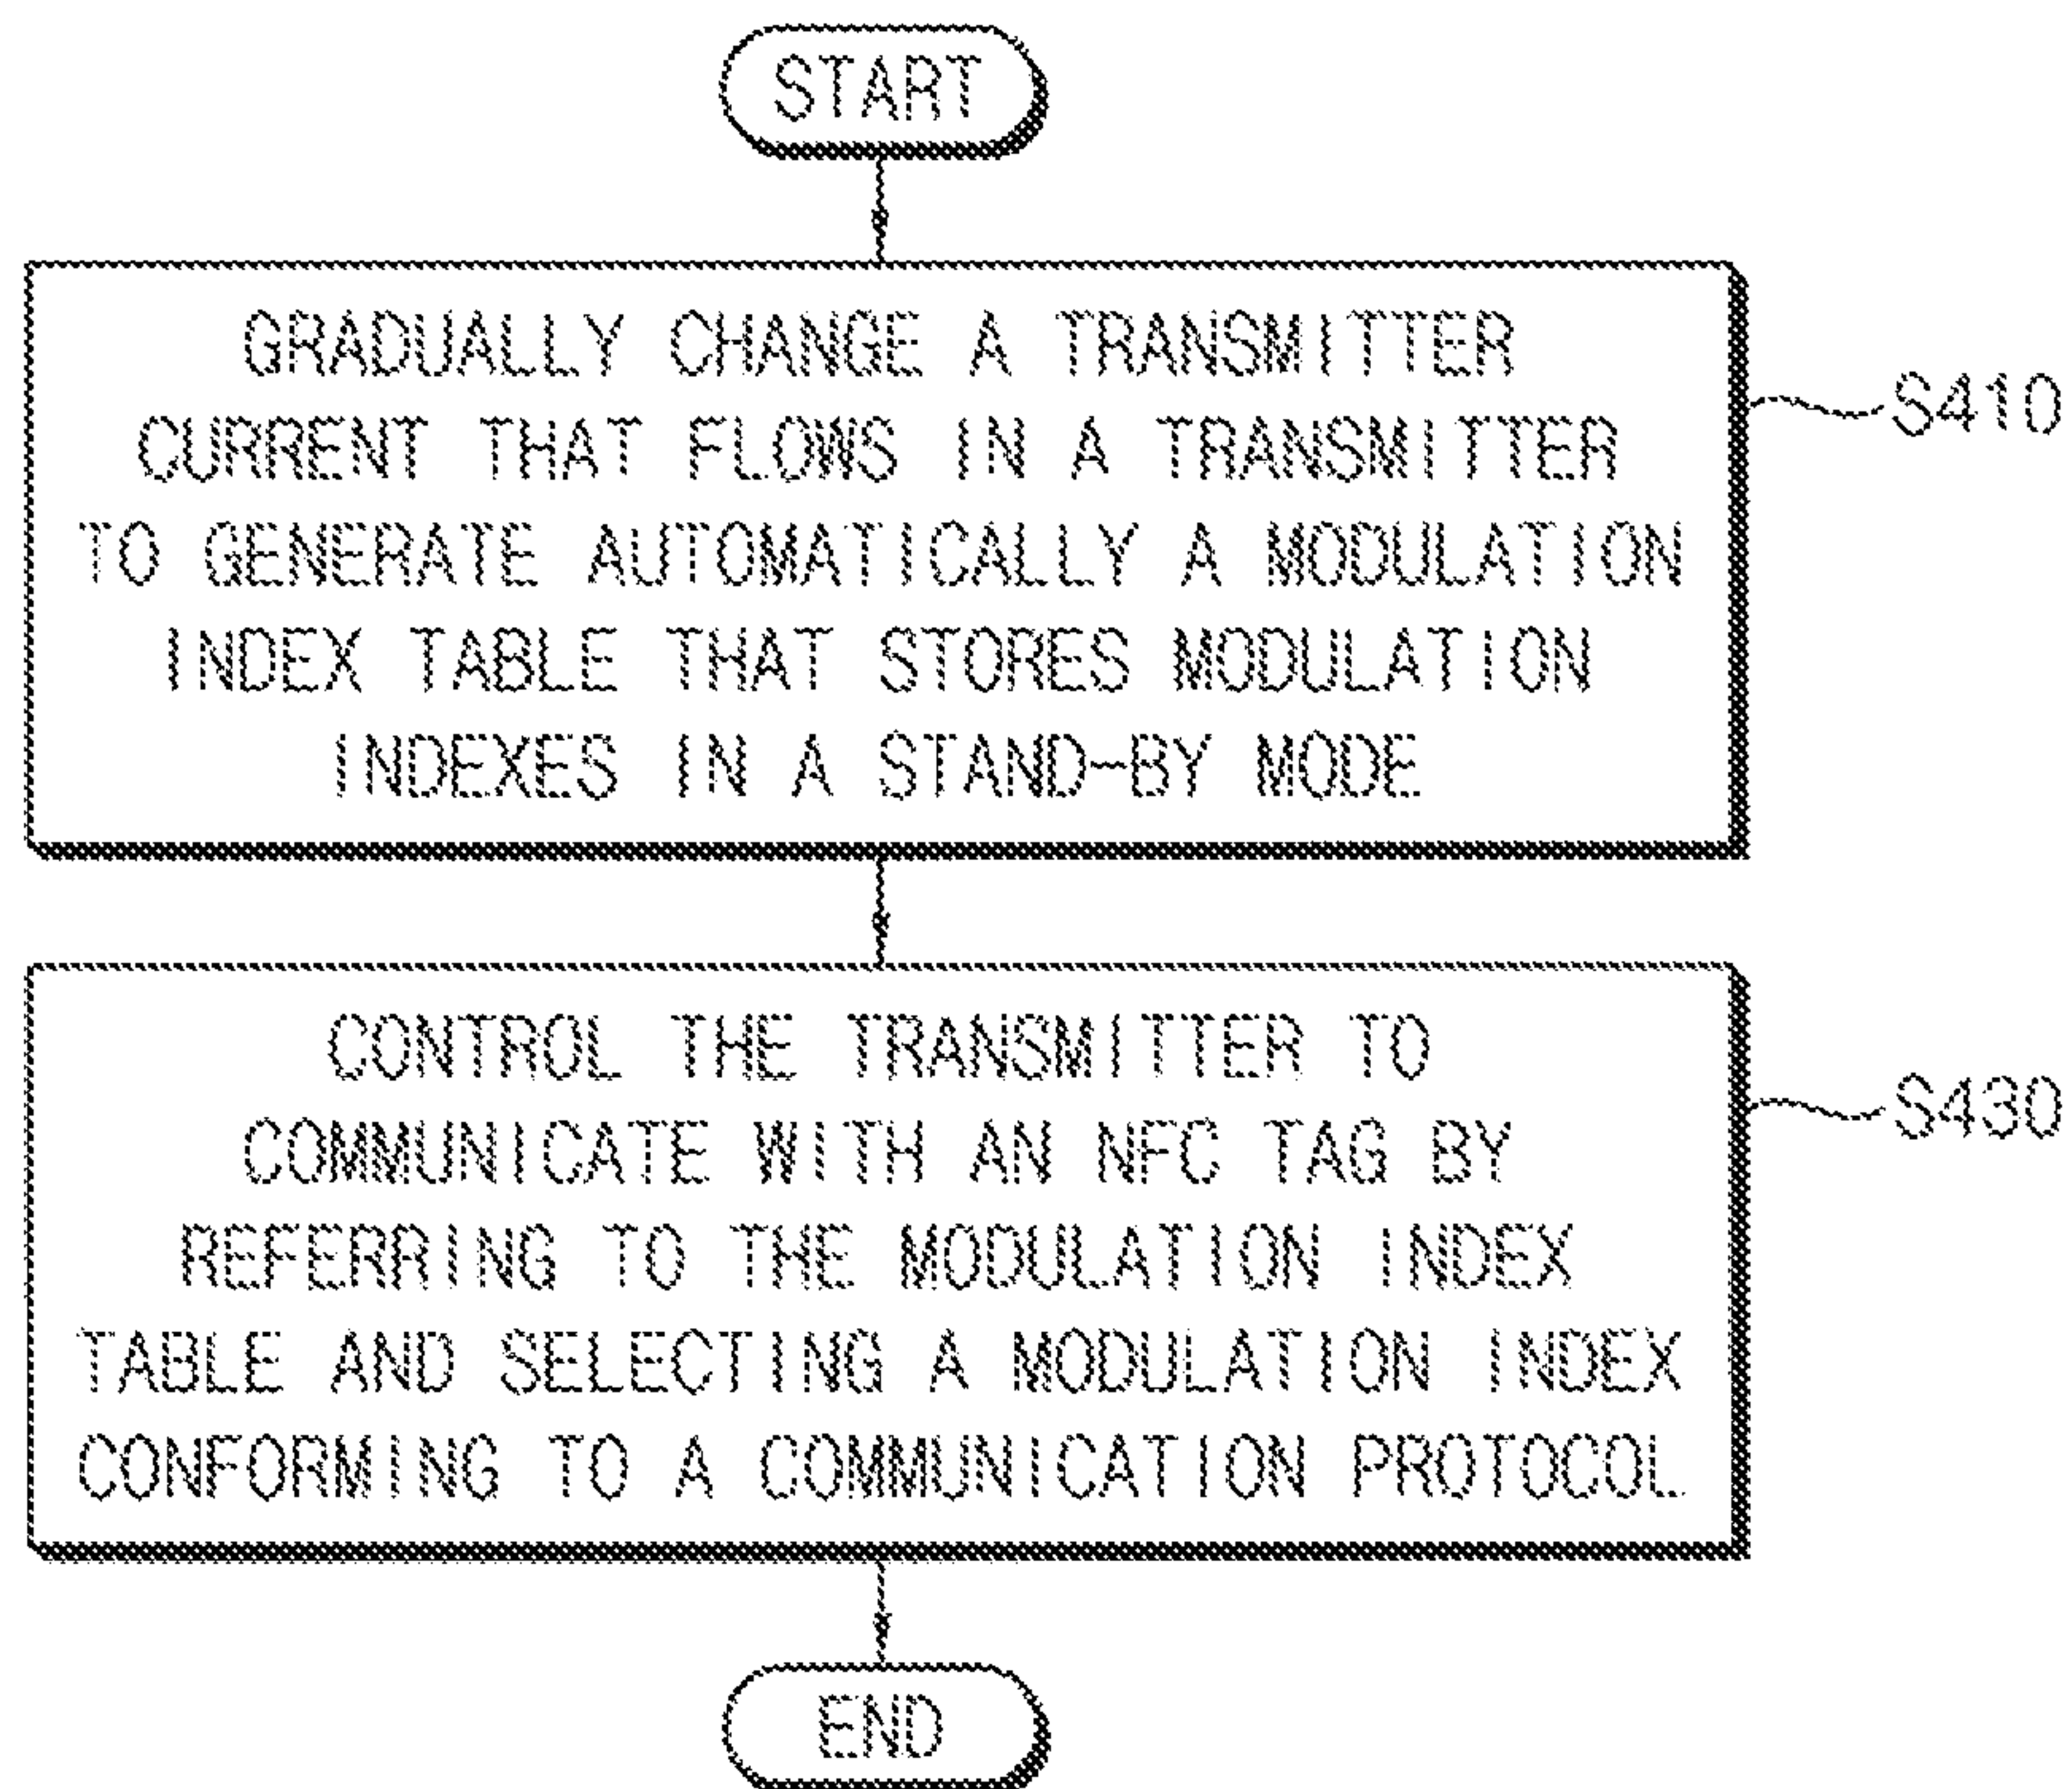 START
GRADUALLY CHANGE A TRANSMITTER
CURRENT THAT FLOWS IN A TRANSMITTER
TO GENERATE AUTOMATICALLY A MODULATION
INDEX TABLE THAT STORES MODULATION
INDEXES IN A STAND-BY MODE
S410
CONTROL THE TRANSMITTER TO
COMMUNICATE WITH AN NFC TAG BY
REFERRING TO THE MODULATION INDEX
TABLE AND SELECTING A MODULATION INDEX
CONFORMING TO A COMMUNICATION PROTOCOL
S430
END